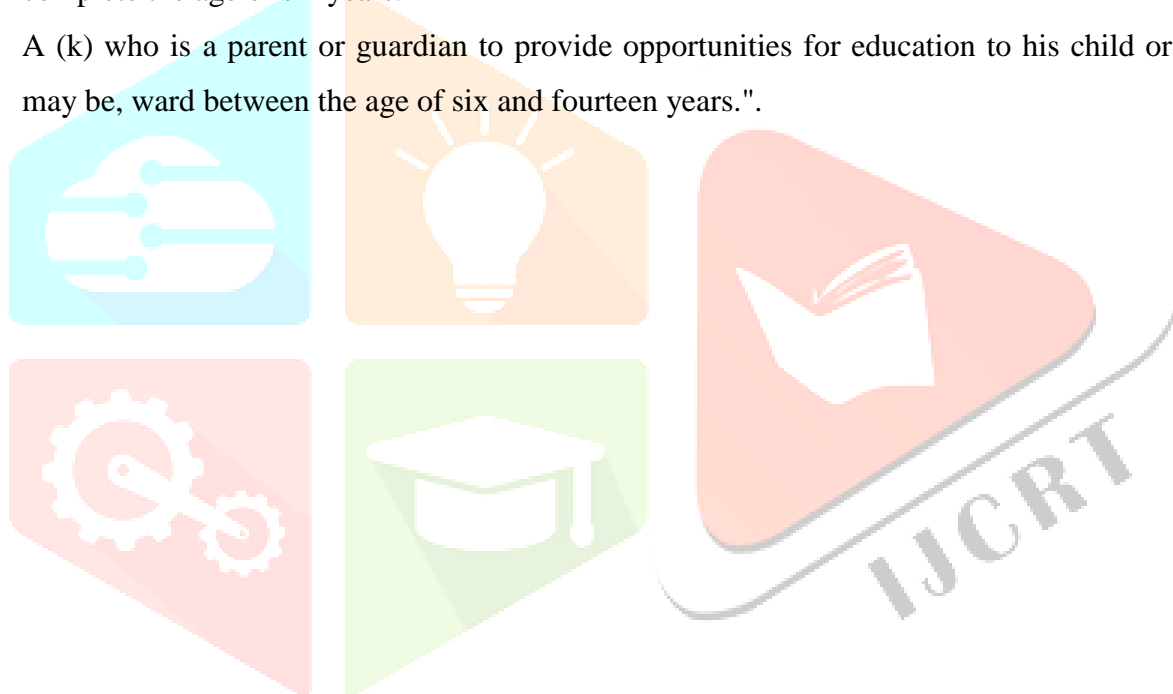 A (k) who is a parent or guardian to provide opportunities for education to his child or
may be, ward between the age of six and fourteen years.".
IJCRT